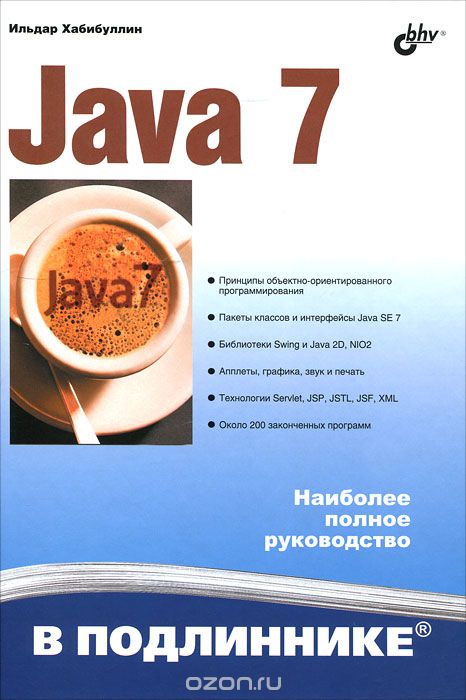 Ильдар Хабибуллин
bhv®
Java 7
Java 7
● Принципы объектно-ориентированного
программирования
● Пакеты классов и интерфейсы Java SE 7
● Библиотеки Swing и Java 2D, NIO2
● Апплеты, графика, звук и печать
● Технологии Servlet, JSP, JSTL, JSF, XML
● Около 200 законченных программ
Наиболее
полное
руководство
В ПОДЛИННИКЕ®
OZON.RU